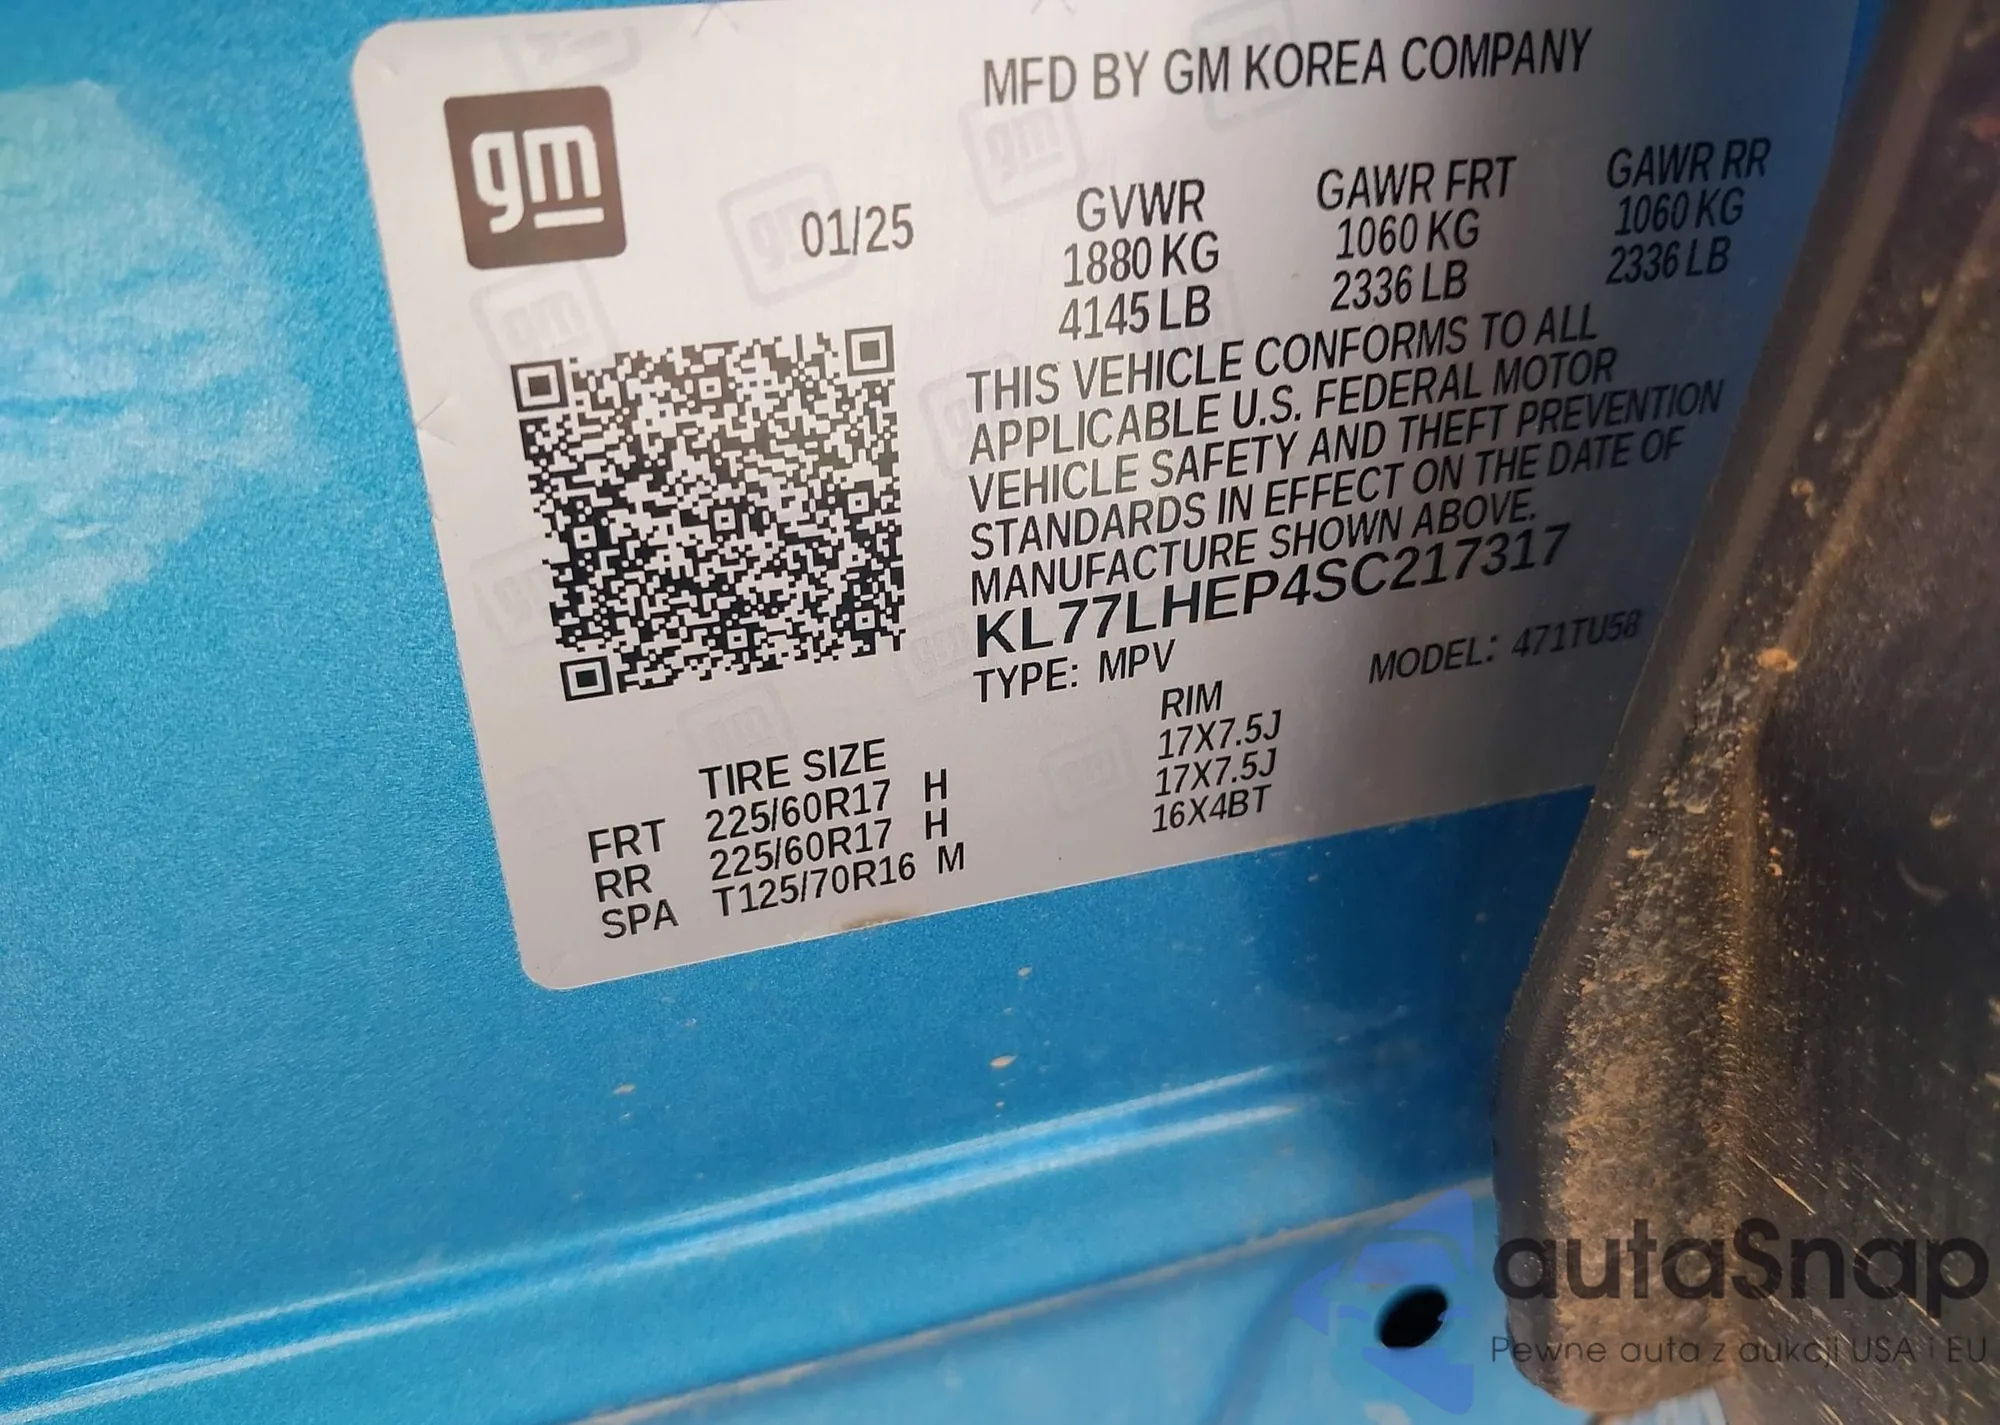 gm
MFD BY GM KOREA COMPANY
01/25
GVWR
1880 KG
4145 LB
GAWR FRT
1060 KG
2336 LB
GAWR RR
1060 KG
2336 LB
THIS VEHICLE CONFORMS TO ALL
APPLICABLE U.S. FEDERAL MOTOR
VEHICLE SAFETY AND THEFT PREVENTION
STANDARDS IN EFFECT ON THE DATE OF
MANUFACTURE SHOWN ABOVE.
KL77LHEP4SC217317
TYPE: MPV MODEL: 471TU58
TIRE SIZE RIM
FRT 225/60R17 H 17X7.5J
RR 225/60R17 H 17X7.5J
SPA T125/70R16 M 16X4BT
autaSnap
Pewne auta z aukcji USA i EU